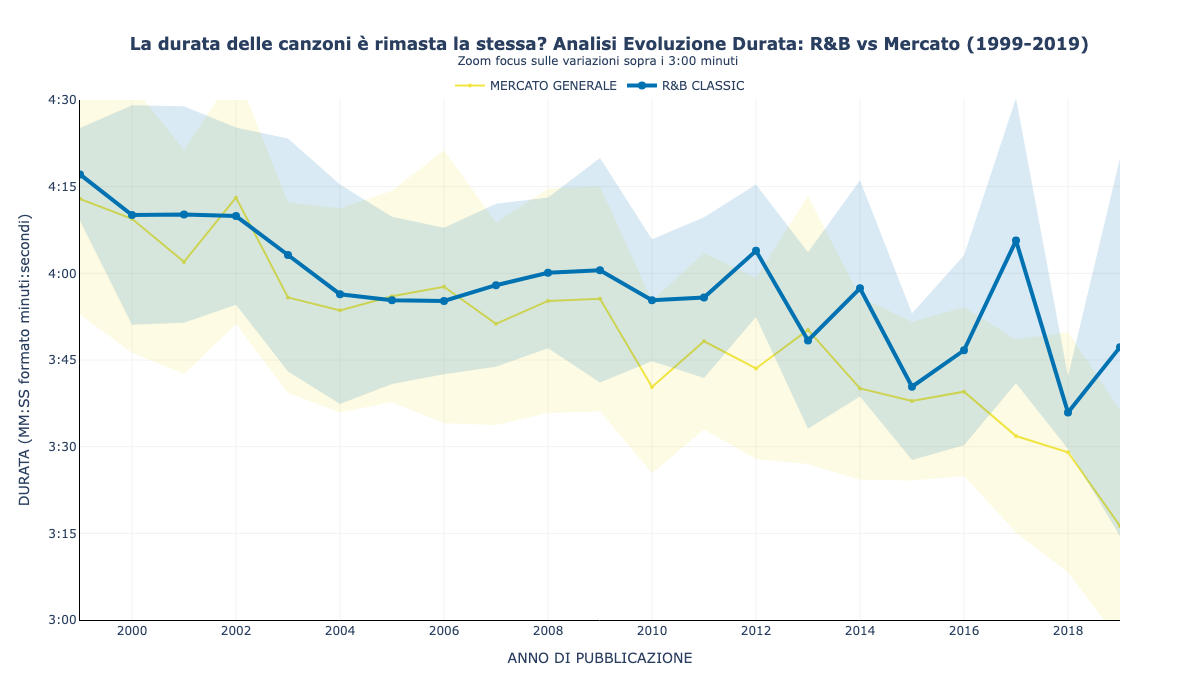 La durata delle canzoni è rimasta la stessa? Analisi Evoluzione Durata: R&B vs Mercato (1999-2019)
Zoom focus sulle variazioni sopra i 3:00 minuti
MERCATO GENERALE R&B CLASSIC
4:30
4:15
4:00
3:45
3:30
3:15
3:00
DURATA (MM:SS formato minuti:secondi)
2000 2002 2004 2006 2008 2010 2012 2014 2016 2018
ANNO DI PUBBLICAZIONE